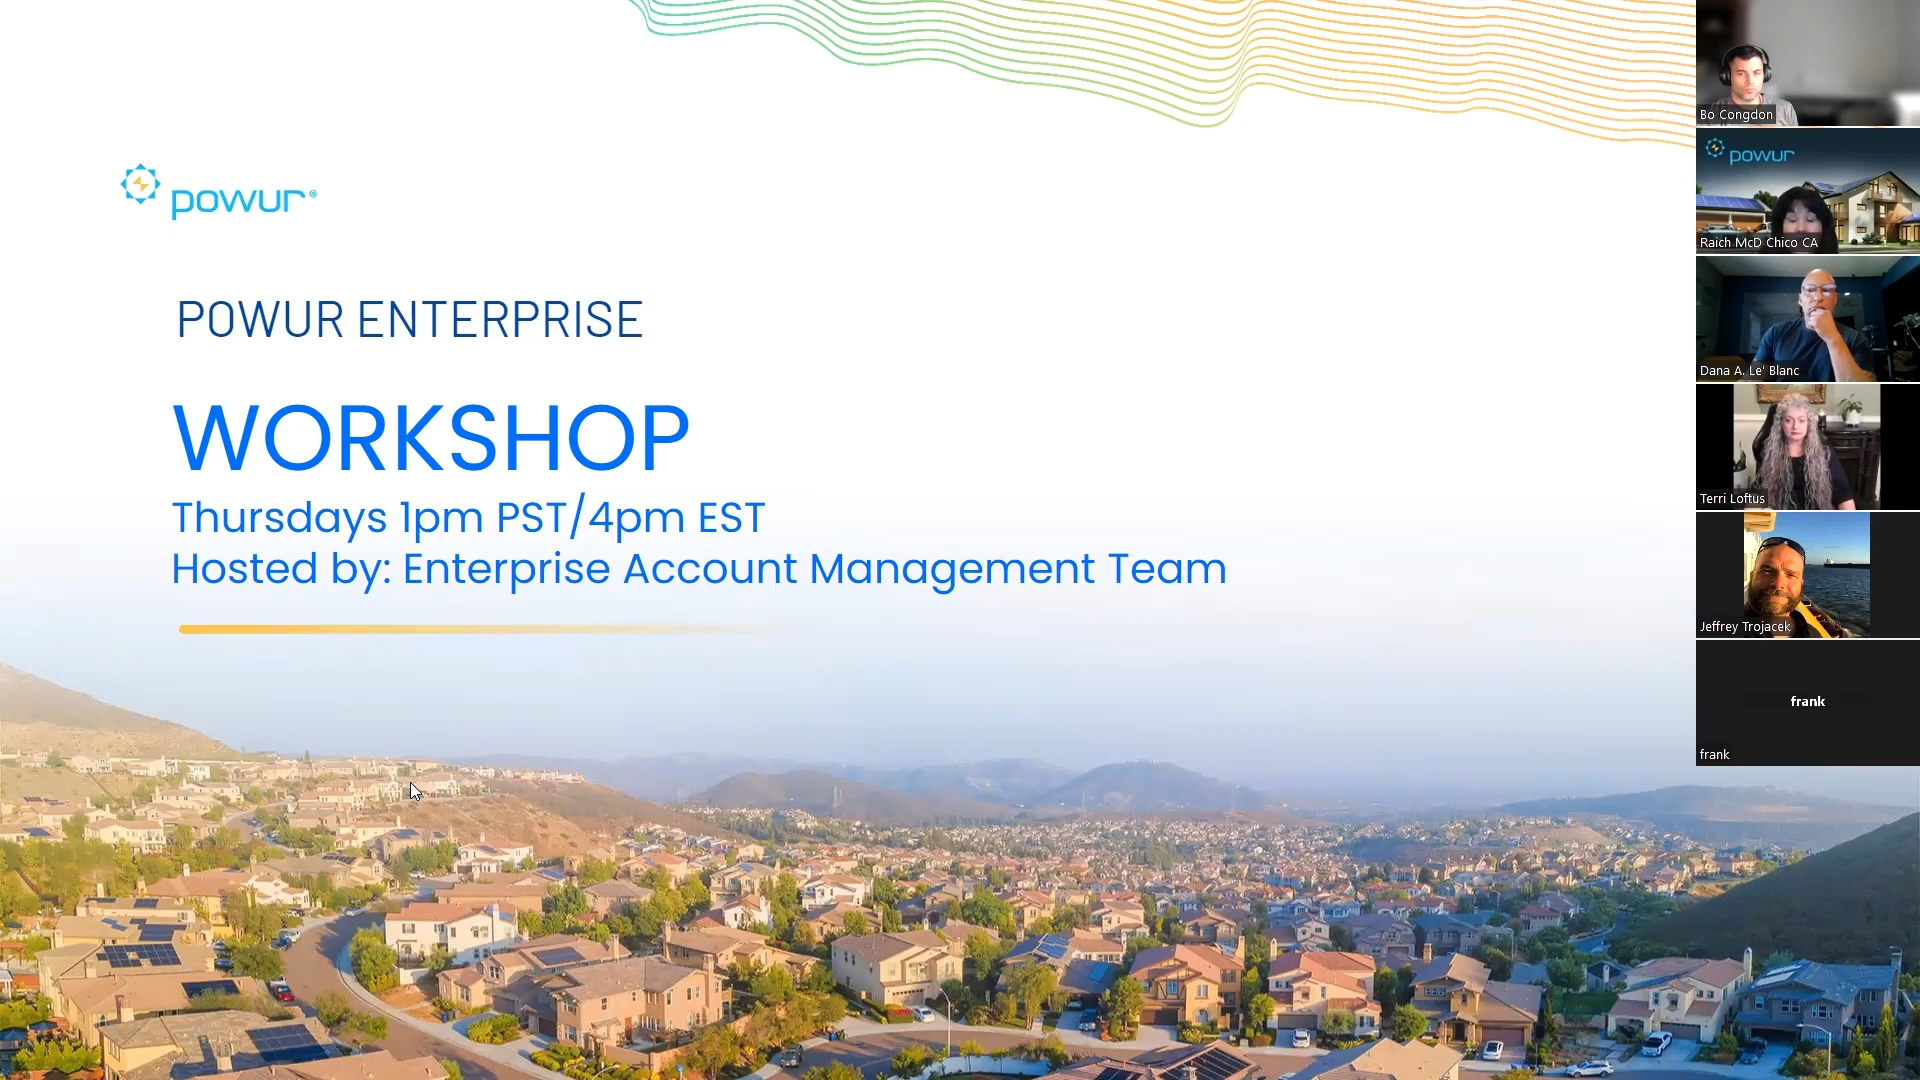 powur®
POWUR ENTERPRISE
WORKSHOP
Thursdays 1pm PST/4pm EST
Hosted by: Enterprise Account Management Team
Bo Congdon
powur
Raich McD Chico CA
Dana A. Le' Blanc
Terri Loftus
Jeffrey Trojacek
frank
frank